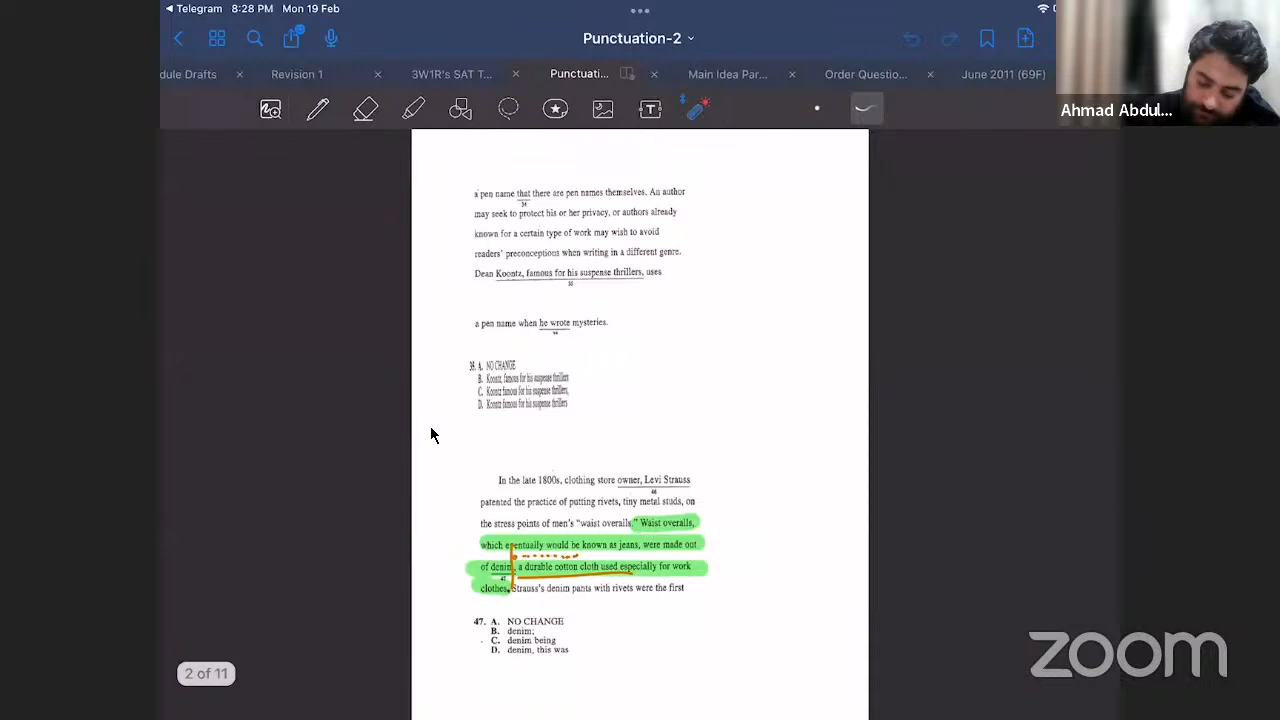 Telegram 8:28 PM Mon 19 Feb
Punctuation-2
dule Drafts
Revision 1
3W1R's SAT T...
Punctuati...
Main Idea Par...
Order Questio...
June 2011 (69F)
Ahmad Abdul...
a pen name that there are pen names themselves. An author
34
may seek to protect his or her privacy, or authors already
known for a certain type of work may wish to avoid
readers' preconceptions when writing in a different genre.
Dean Koontz, famous for his suspense thrillers, uses
35
a pen name when he wrote mysteries.
35. A. NO CHANGE
B. Koontz, famous for his suspense thrillers
C. Koontz famous for his suspense thrillers,
D. Koontz famous for his suspense thrillers
In the late 1800s, clothing store owner, Levi Strauss
46
patented the practice of putting rivets, tiny metal studs, on
the stress points of men's "waist overalls." Waist overalls,
which eventually would be known as jeans, were made out
of denim, a durable cotton cloth used especially for work
47
clothes. Strauss's denim pants with rivets were the first
47. A. NO CHANGE
B. denim;
C. denim being
D. denim, this was
2 of 11
zoom